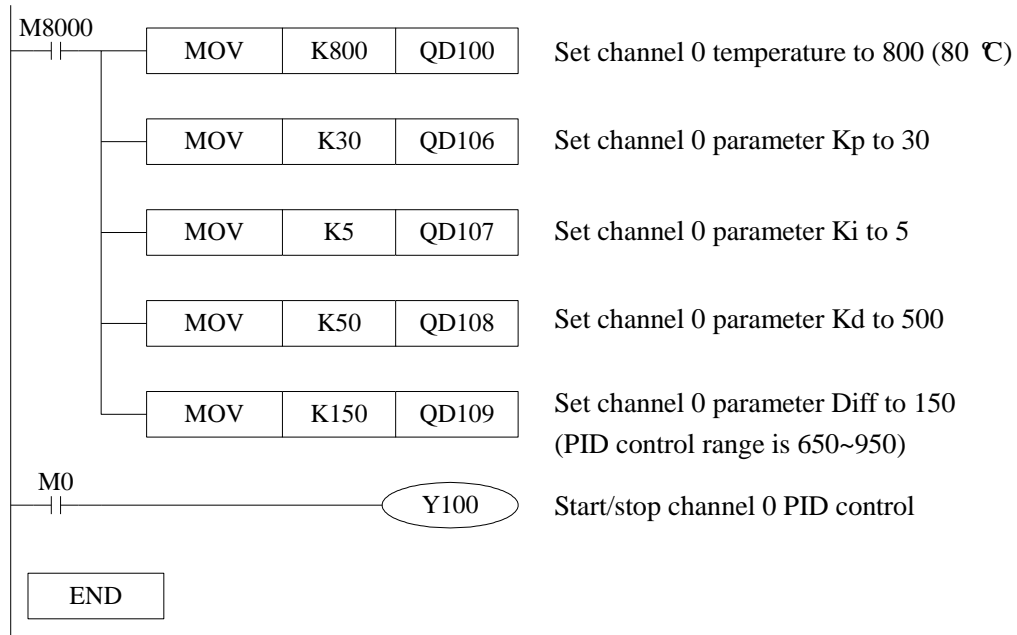 M8000
MOV K800 QD100 Set channel 0 temperature to 800 (80 ℃)
MOV K30 QD106 Set channel 0 parameter Kp to 30
MOV K5 QD107 Set channel 0 parameter Ki to 5
MOV K50 QD108 Set channel 0 parameter Kd to 500
MOV K150 QD109 Set channel 0 parameter Diff to 150
(PID control range is 650~950)
M0
Y100 Start/stop channel 0 PID control
END